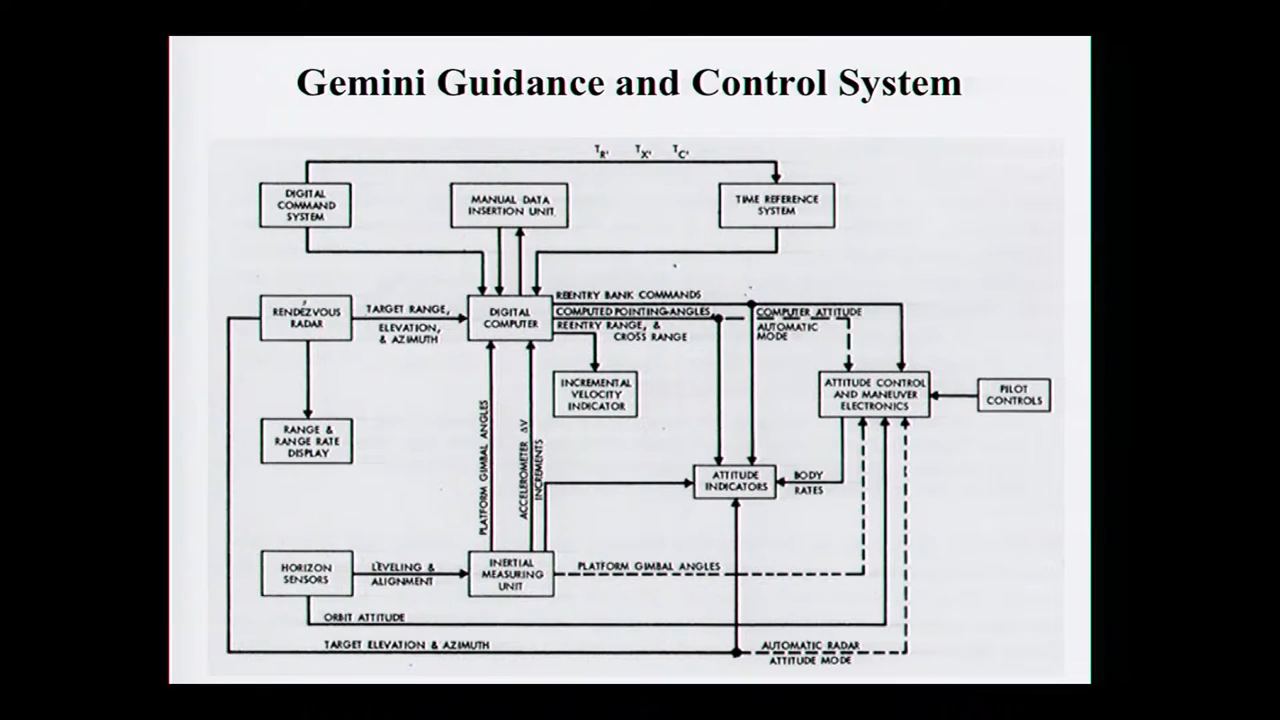 Gemini Guidance and Control System
TR, TX, TC,
DIGITAL
COMMAND
SYSTEM
MANUAL DATA
INSERTION UNIT
TIME REFERENCE
SYSTEM
RENDEZVOUS
RADAR
TARGET RANGE,
ELEVATION,
& AZIMUTH
DIGITAL
COMPUTER
REENTRY BANK COMMANDS
COMPUTED POINTING-ANGLES
REENTRY RANGE, &
CROSS RANGE
COMPUTER ATTITUDE
AUTOMATIC
MODE
INCREMENTAL
VELOCITY
INDICATOR
ATTITUDE CONTROL
AND MANEUVER
ELECTRONICS
PILOT
CONTROLS
RANGE &
RANGE RATE
DISPLAY
PLATFORM GIMBAL ANGLES
ACCELEROMETER ΔV
INCREMENTS
ATTITUDE
INDICATORS
BODY
RATES
HORIZON
SENSORS
LEVELING &
ALIGNMENT
INERTIAL
MEASURING
UNIT
PLATFORM GIMBAL ANGLES
ORBIT ATTITUDE
TARGET ELEVATION & AZIMUTH
AUTOMATIC RADAR
ATTITUDE MODE